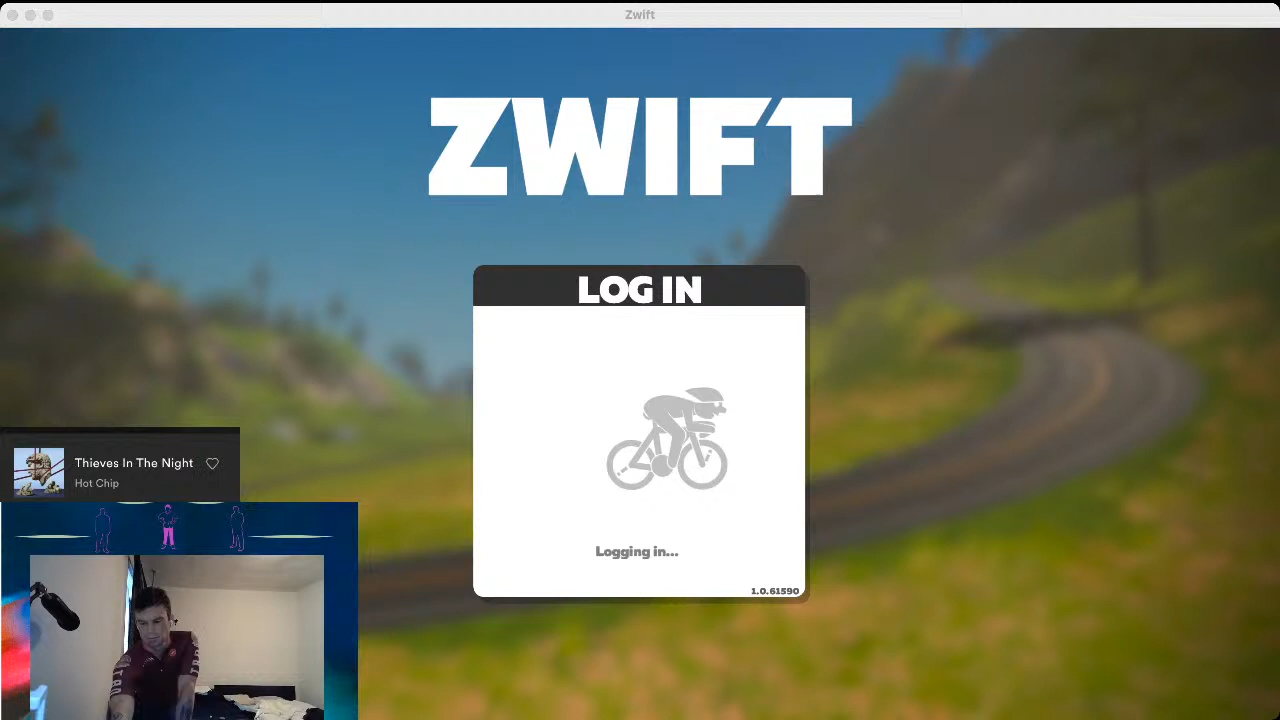 Zwift
ZWIFT
LOG IN
Thieves In The Night
Hot Chip
Logging in...
1.0.61590